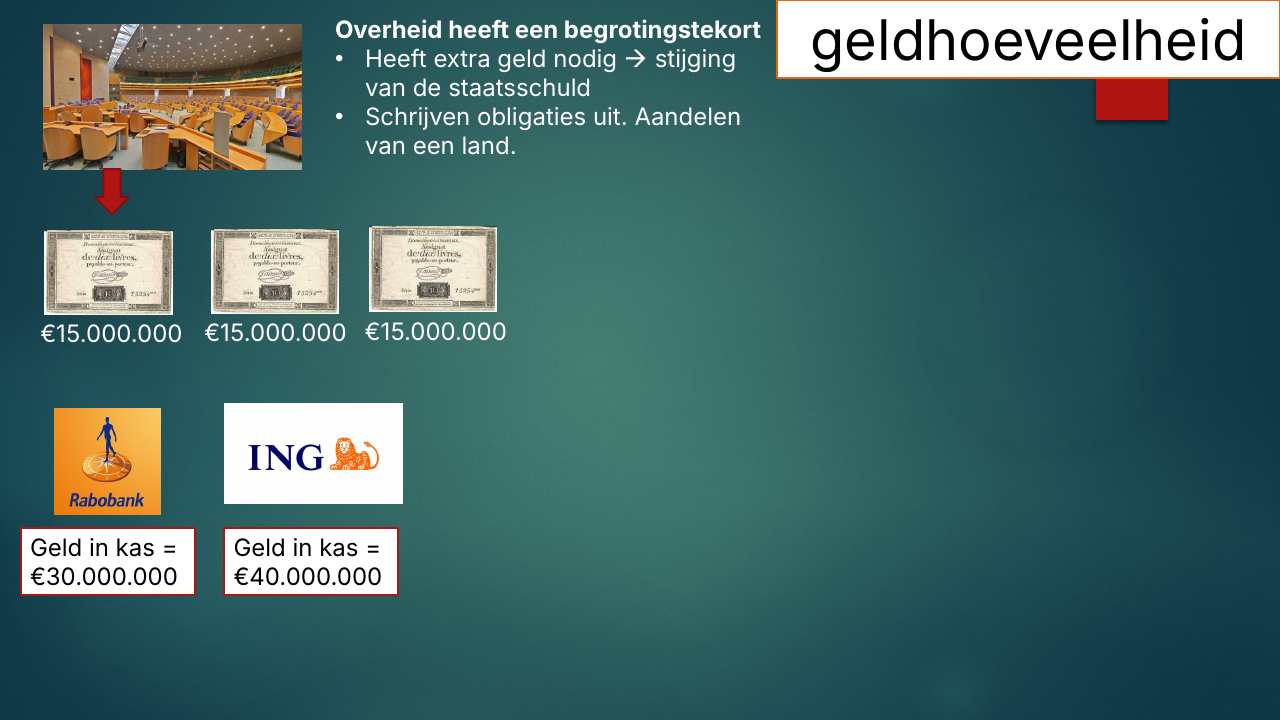 geldhoeveelheid
Overheid heeft een begrotingstekort
• Heeft extra geld nodig → stijging
van de staatsschuld
• Schrijven obligaties uit. Aandelen
van een land.
€15.000.000
€15.000.000
€15.000.000
Rabobank
ING
Geld in kas =
€30.000.000
Geld in kas =
€40.000.000